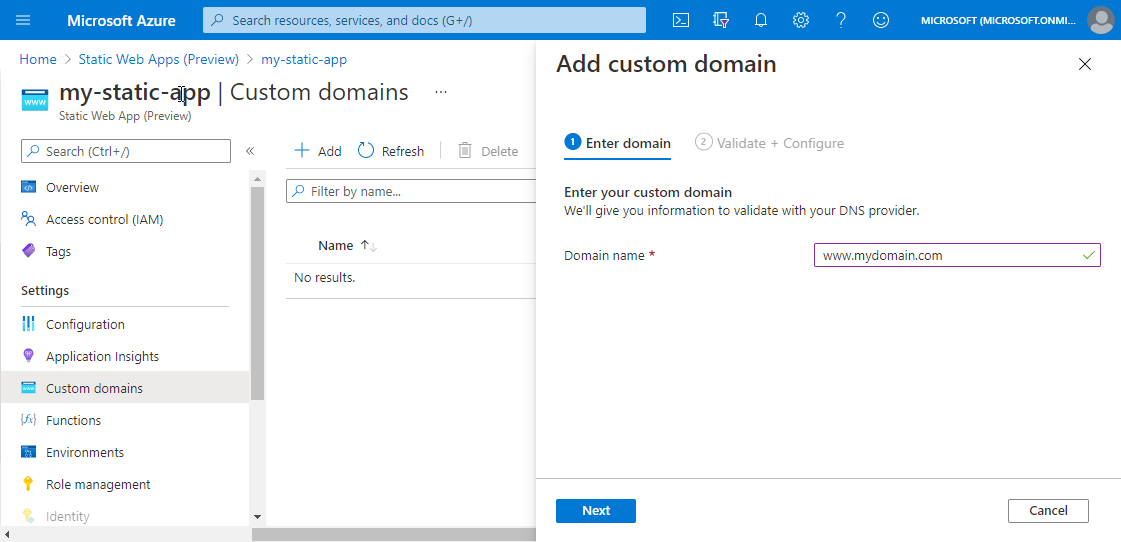 Microsoft Azure
Search resources, services, and docs (G+/)
MICROSOFT (MICROSOFT.ONMI...
Home > Static Web Apps (Preview) > my-static-app
my-static-app | Custom domains ...
Static Web App (Preview)
Search (Ctrl+/)
«
Overview
Access control (IAM)
Tags
Settings
Configuration
Application Insights
Custom domains
Functions
Environments
Role management
Identity
+ Add Refresh | Delete
Filter by name...
Name ↑↓
No results.
Add custom domain
1 Enter domain 2 Validate + Configure
Enter your custom domain
We'll give you information to validate with your DNS provider.
Domain name * www.mydomain.com
Next Cancel